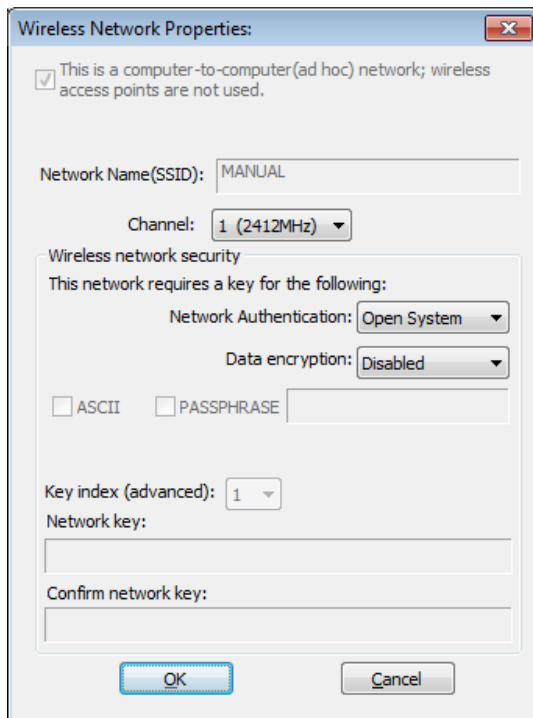 Wireless Network Properties:
This is a computer-to-computer(ad hoc) network; wireless
access points are not used.
Network Name(SSID): MANUAL
Channel: 1 (2412MHz)
Wireless network security
This network requires a key for the following:
Network Authentication: Open System
Data encryption: Disabled
ASCII PASSPHRASE
Key index (advanced): 1
Network key:
Confirm network key:
OK Cancel